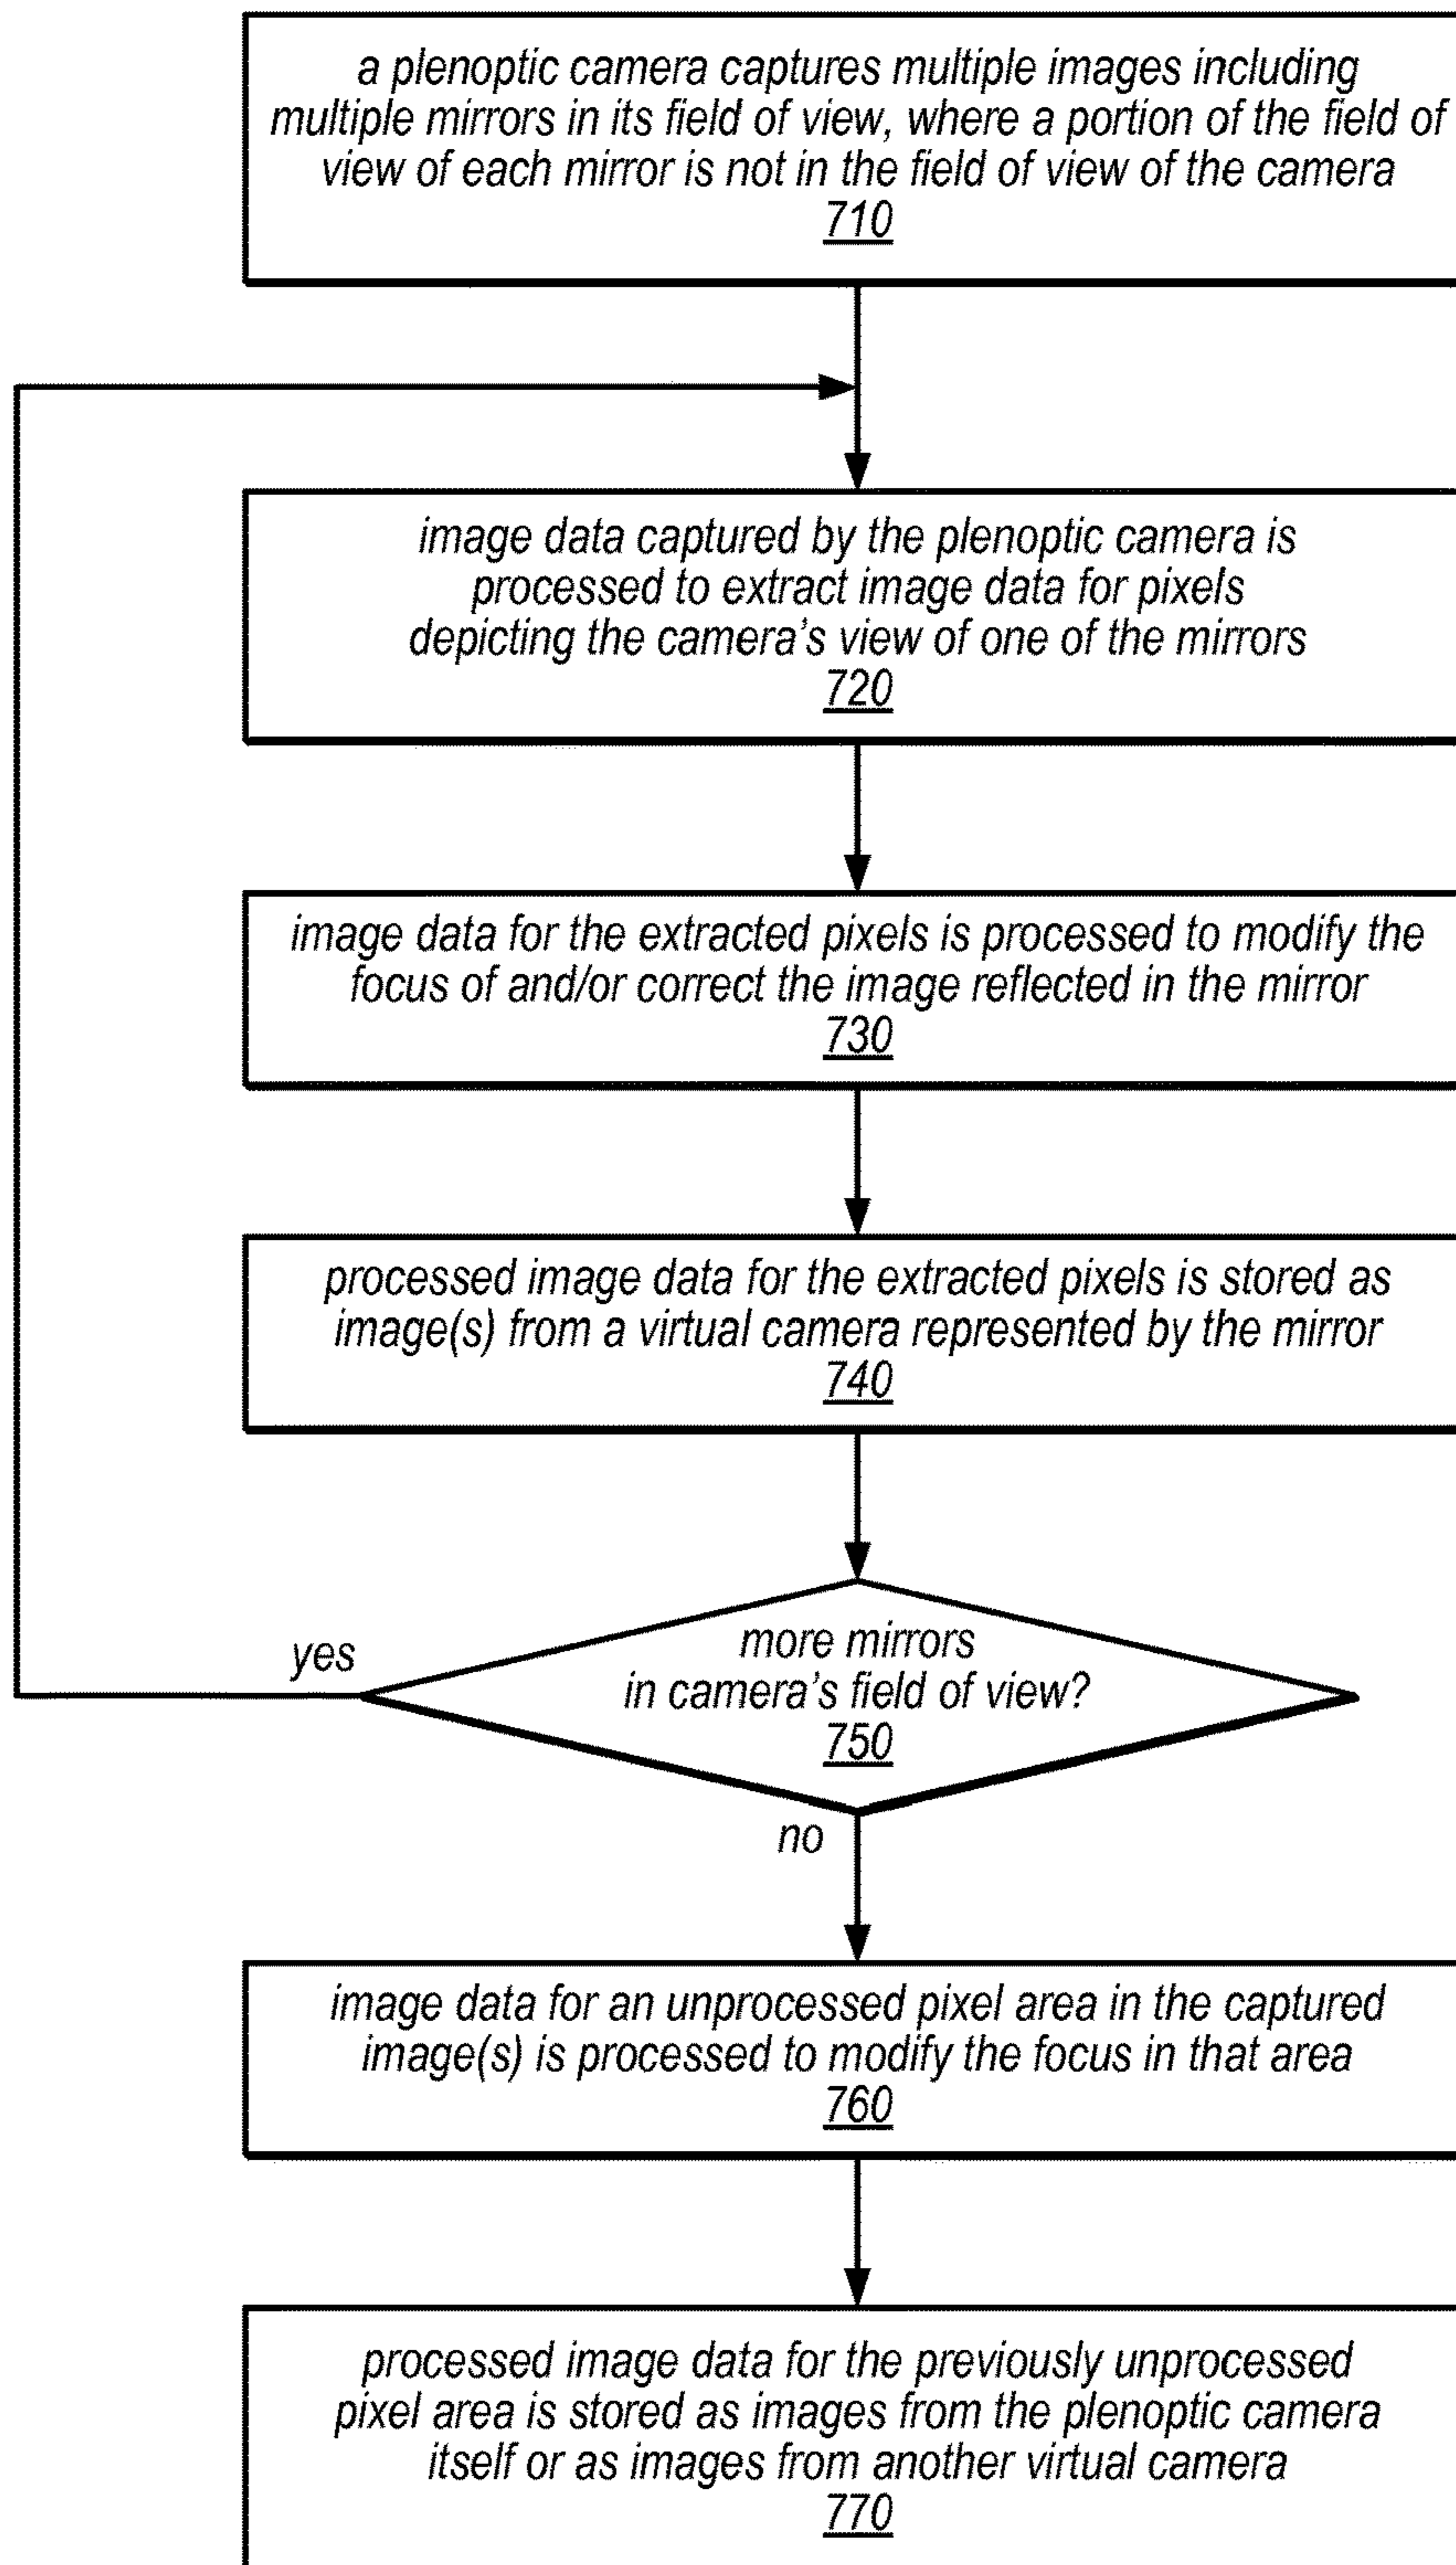 a plenoptic camera captures multiple images including
multiple mirrors in its field of view, where a portion of the field of
view of each mirror is not in the field of view of the camera
710
image data captured by the plenoptic camera is
processed to extract image data for pixels
depicting the camera's view of one of the mirrors
720
image data for the extracted pixels is processed to modify the
focus of and/or correct the image reflected in the mirror
730
processed image data for the extracted pixels is stored as
image(s) from a virtual camera represented by the mirror
740
more mirrors
in camera's field of view?
750
yes
no
image data for an unprocessed pixel area in the captured
image(s) is processed to modify the focus in that area
760
processed image data for the previously unprocessed
pixel area is stored as images from the plenoptic camera
itself or as images from another virtual camera
770